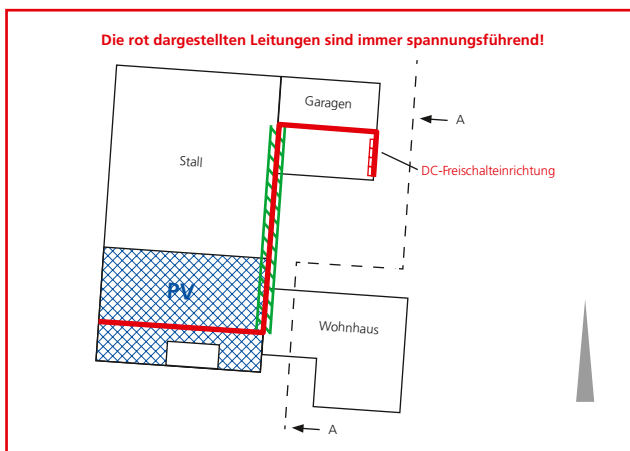 Die rot dargestellten Leitungen sind immer spannungsführend!
Garagen
A
Stall
DC-Freischalteinrichtung
PV
Wohnhaus
A